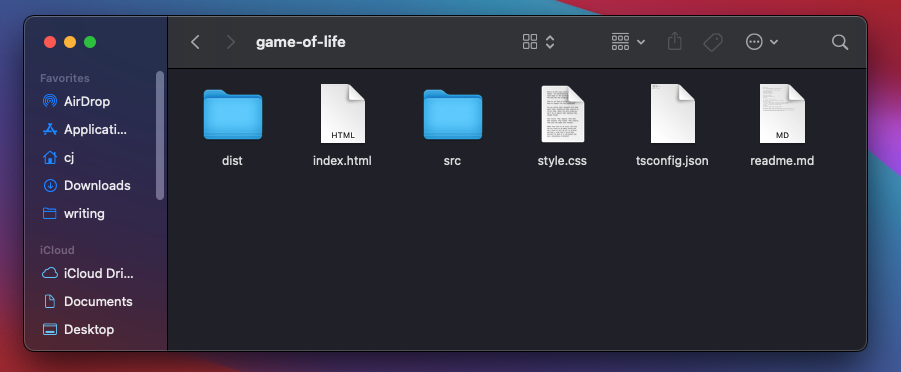 game-of-life
Favorites
AirDrop
Applicati...
cj
Downloads
writing
iCloud
iCloud Dri...
Documents
Desktop
HTML
MD
dist
index.html
src
style.css
tsconfig.json
readme.md